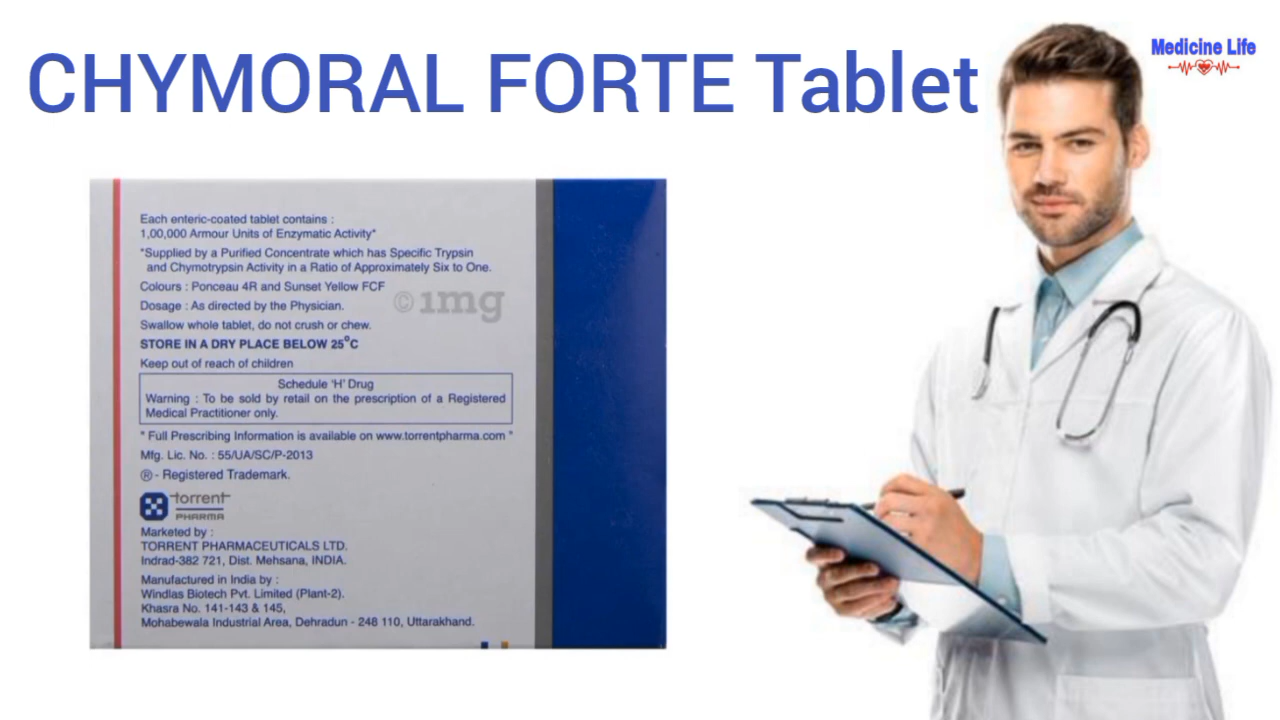 CHYMORAL FORTE Tablet
Medicine Life
Each enteric-coated tablet contains :
1,00,000 Armour Units of Enzymatic Activity*
*Supplied by a Purified Concentrate which has Specific Trypsin
and Chymotrypsin Activity in a Ratio of Approximately Six to One.
Colours : Ponceau 4R and Sunset Yellow FCF
Dosage : As directed by the Physician.
© 1mg
Swallow whole tablet, do not crush or chew.
STORE IN A DRY PLACE BELOW 25°C
Keep out of reach of children
Schedule 'H' Drug
Warning : To be sold by retail on the prescription of a Registered
Medical Practitioner only.
" Full Prescribing Information is available on www.torrentpharma.com "
Mfg. Lic. No. : 55/UA/SC/P-2013
® - Registered Trademark.
torrent
PHARMA
Marketed by :
TORRENT PHARMACEUTICALS LTD.
Indrad-382 721, Dist. Mehsana, INDIA.
Manufactured in India by :
Windlas Biotech Pvt. Limited (Plant-2).
Khasra No. 141-143 & 145,
Mohabewala Industrial Area, Dehradun - 248 110, Uttarakhand.